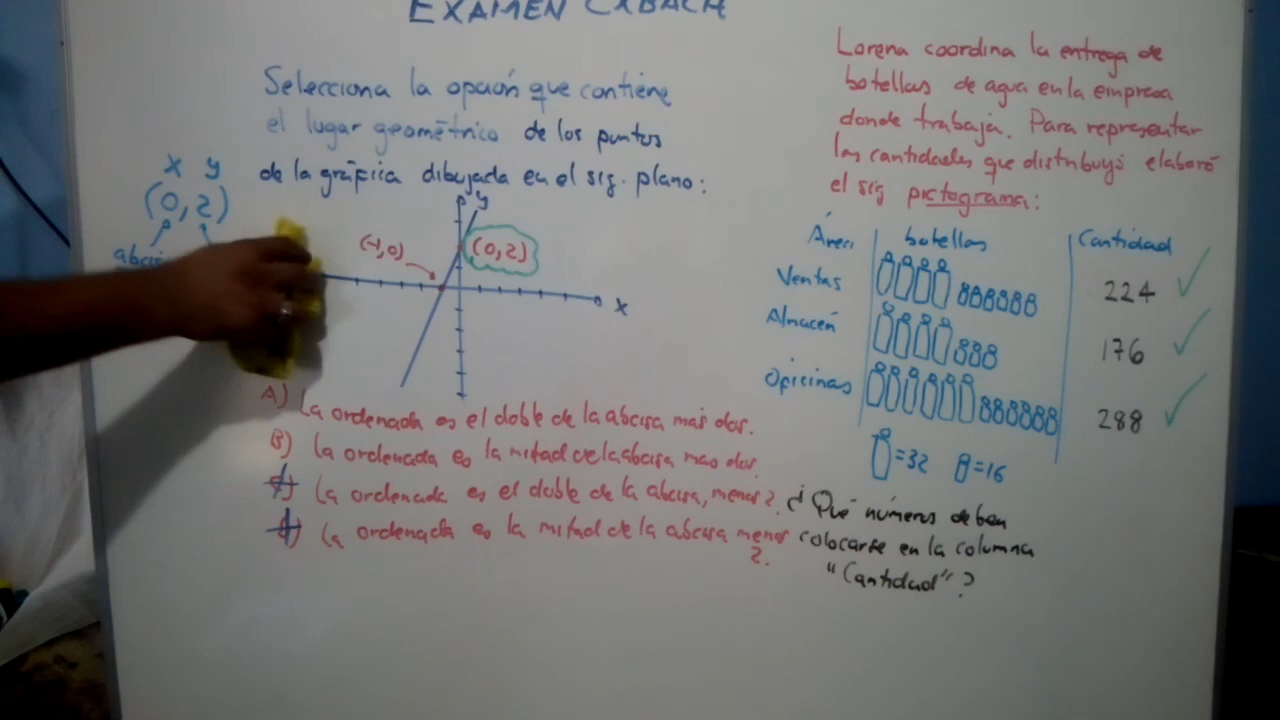 EXAMEN EXBACH
Selecciona la opción que contiene
el lugar geométrico de los puntos
de la gráfica dibujada en el sig. plano:
x y
(0, 2)
y
(-1,0)
(0,2)
x
A) La ordenada es el doble de la abcisa más dos.
B) La ordenada es la mitad de la abcisa mas dos.
C) La ordenada es el doble de la abcisa, menos 2.
d) La ordenada es la mitad de la abscisa menos
2.
Lorena coordina la entrega de
botellas de agua en la empresa
donde trabaja. Para representar
las cantidades que distribuyó elaboró
el sig pictograma:
Área botellas Cantidad
Ventas 224
Almacén 176
Oficinas 288
=32 =16
¿Qué números deben
colocarse en la columna
"Cantidad"?